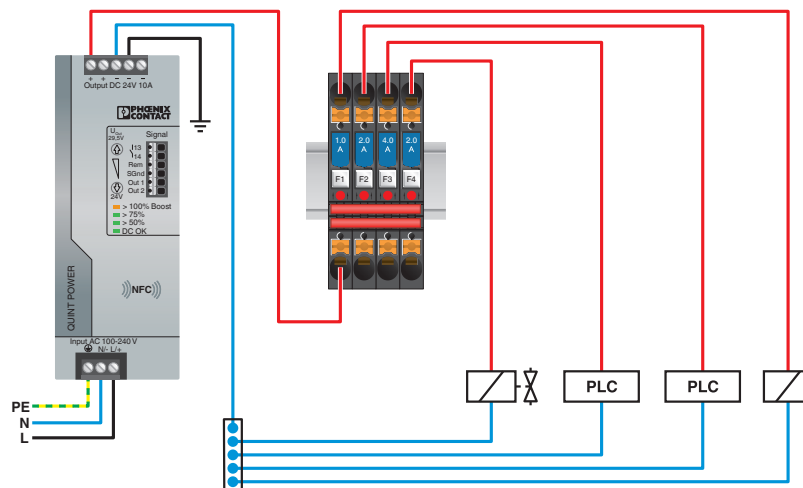 + + − − −
Output DC 24V 10A
PHŒNIX
CONTACT
UOut
29,5V
Signal
13
14
Rem
SGnd
Out 1
24V
Out 2
> 100% Boost
> 75%
> 50%
DC OK
NFC
QUINT POWER
Input AC 100-240 V
N/- L/+
PE
N
L
1.0 A
2.0 A
4.0 A
2.0 A
F1
F2
F3
F4
PLC
PLC